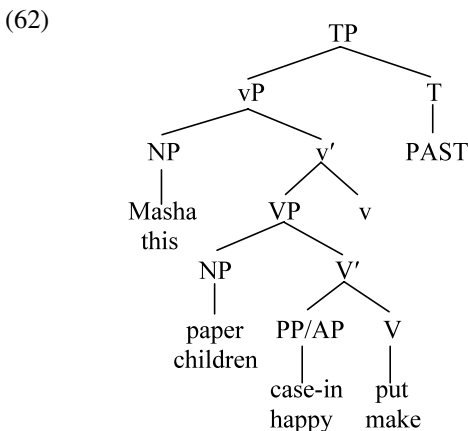 (62)
TP
vP T
NP v′ PAST
Masha VP v
this
NP V′
paper PP/AP V
children
case-in put
happy make